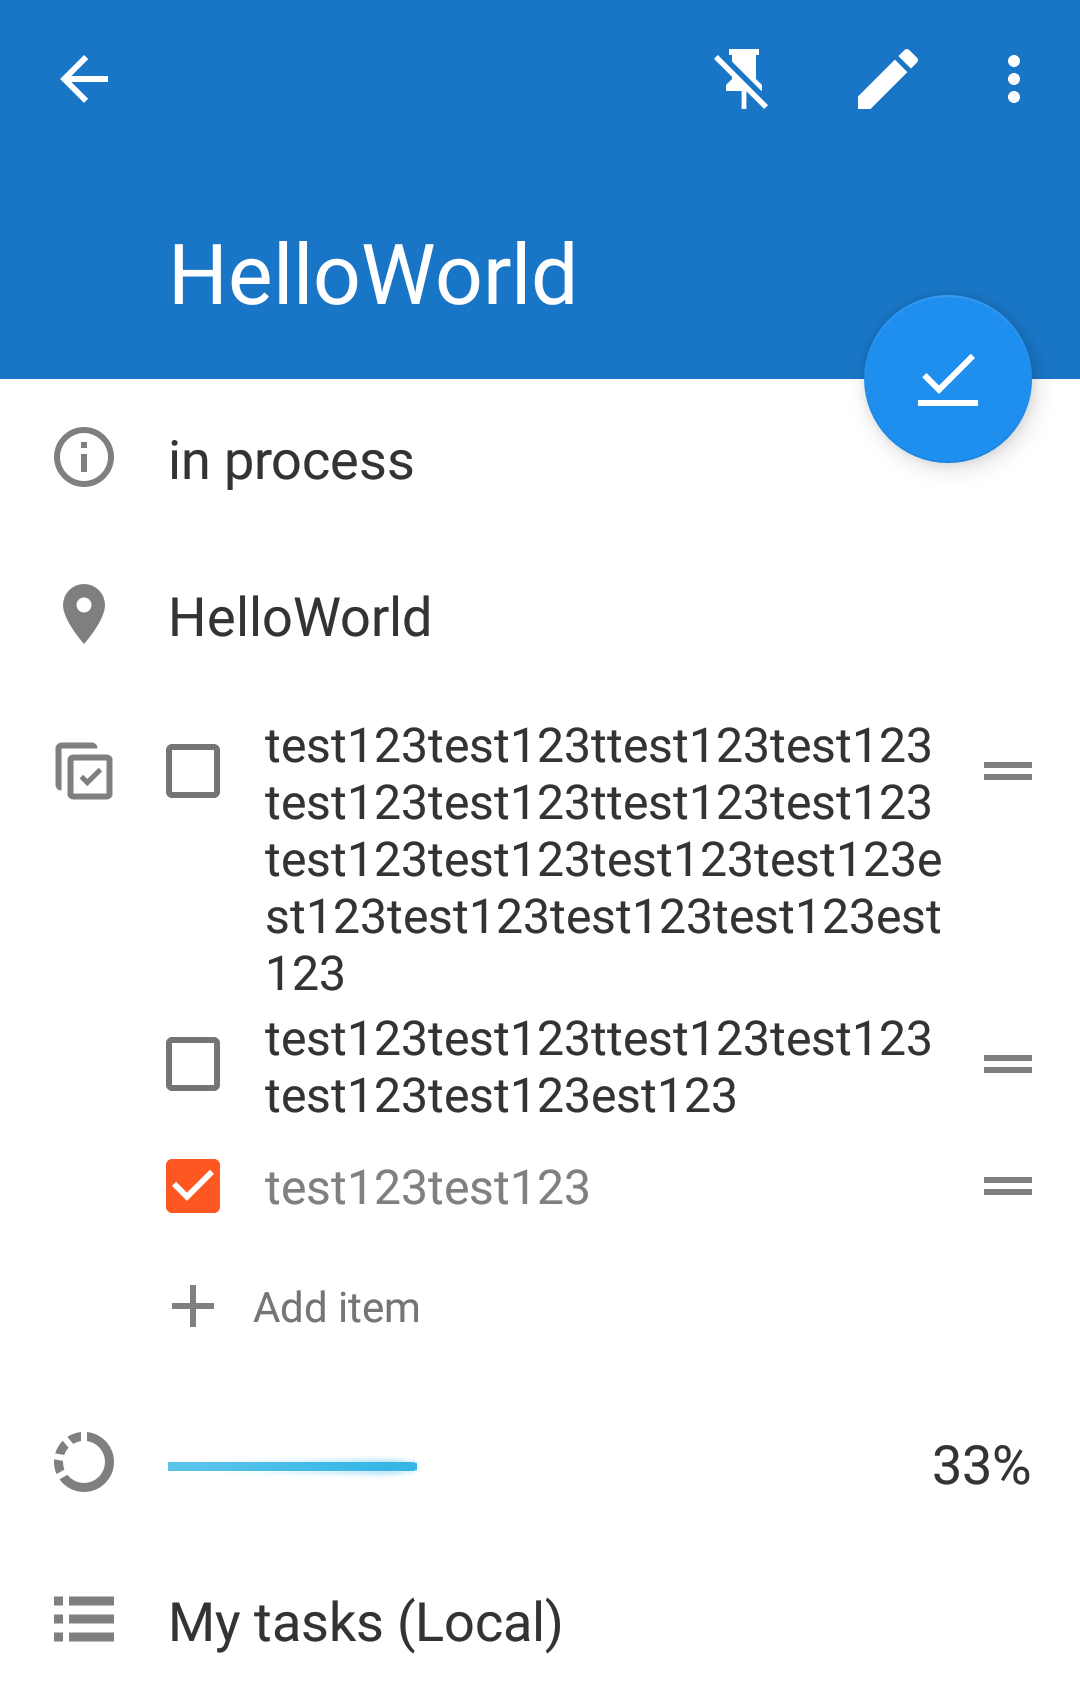 HelloWorld
in process
HelloWorld
test123test123ttest123test123
test123test123ttest123test123
test123test123test123test123e
st123test123test123test123est
123
test123test123ttest123test123
test123test123est123
test123test123
Add item
33%
My tasks (Local)